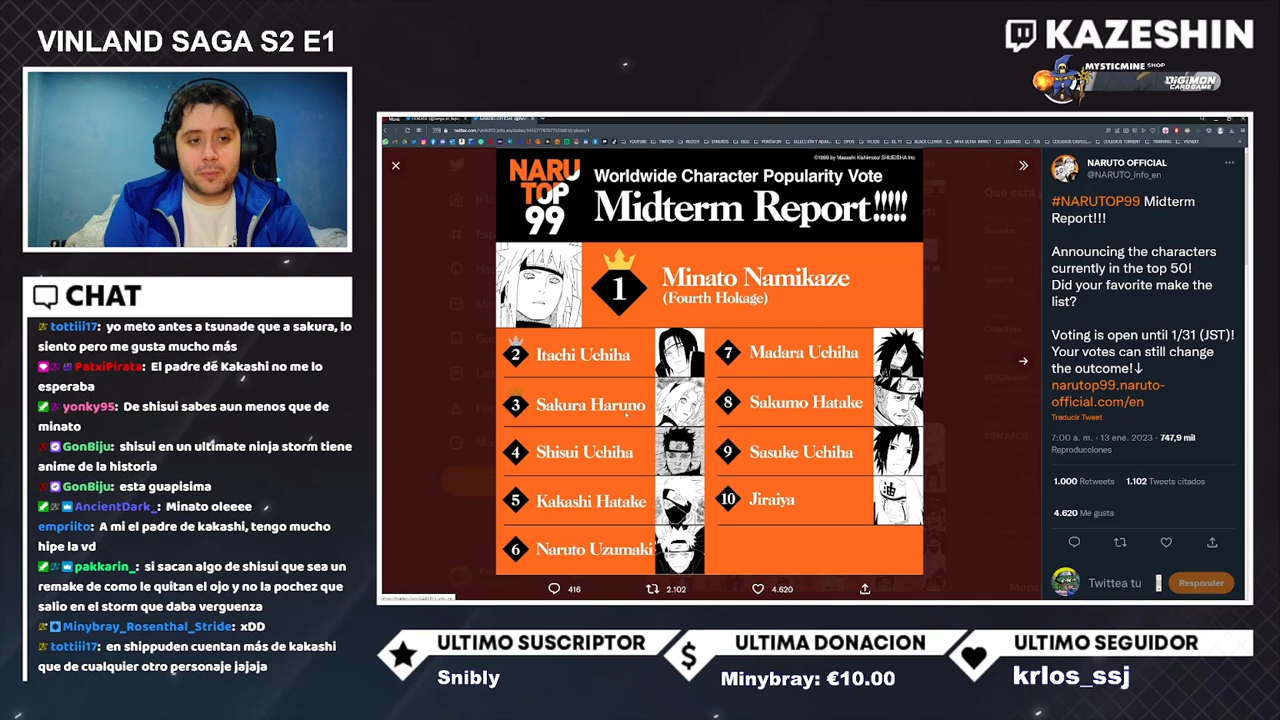 VINLAND SAGA S2 E1
KAZESHIN
MYSTICMINE SHOP
DIGIMON
CARD GAME
CHAT
tottiii17: yo meto antes a tsunade que a sakura, lo
siento pero me gusta mucho más
PatxiPirata: El padre de Kakashi no me lo
esperaba
yonky95: De shisui sabes aun menos que de
minato
GonBiju: shisui en un ultimate ninja storm tiene
anime de la historia
GonBiju: esta guapisima
AncientDark_: Minato oleeee
empriito: A mi el padre de kakashi, tengo mucho
hipe la vd
pakkarin_: si sacan algo de shisui que sea un
remake de como le quitan el ojo y no la pochez que
salio en el storm que daba verguenza
Minybray_Rosenthal_Stride: xDD
tottiii17: en shippuden cuentan más de kakashi
que de cualquier otro personaje jajaja
©1999 by Masashi Kishimoto/ SHUEISHA Inc.
NARU
TOP
99
Worldwide Character Popularity Vote
Midterm Report!!!!!
1
Minato Namikaze
(Fourth Hokage)
2 Itachi Uchiha
3 Sakura Haruno
4 Shisui Uchiha
5 Kakashi Hatake
6 Naruto Uzumaki
7 Madara Uchiha
8 Sakumo Hatake
9 Sasuke Uchiha
10 Jiraiya
油
416
2.102
4.620
NARUTO OFFICIAL
@NARUTO_Info_en
#NARUTOP99 Midterm
Report!!!
Announcing the characters
currently in the top 50!
Did your favorite make the
list?
Voting is open until 1/31 (JST)!
Your votes can still change
the outcome!↓
narutop99.naruto-
official.com/en
Traducir Tweet
7:00 a. m. · 13 ene. 2023 · 747,9 mil
Reproducciones
1.000 Retweets 1.102 Tweets citados
4.620 Me gusta
Twittea tu
Responder
ULTIMO SUSCRIPTOR
Snibly
$
ULTIMA DONACION
Minybray: €10.00
ULTIMO SEGUIDOR
krlos_ssj